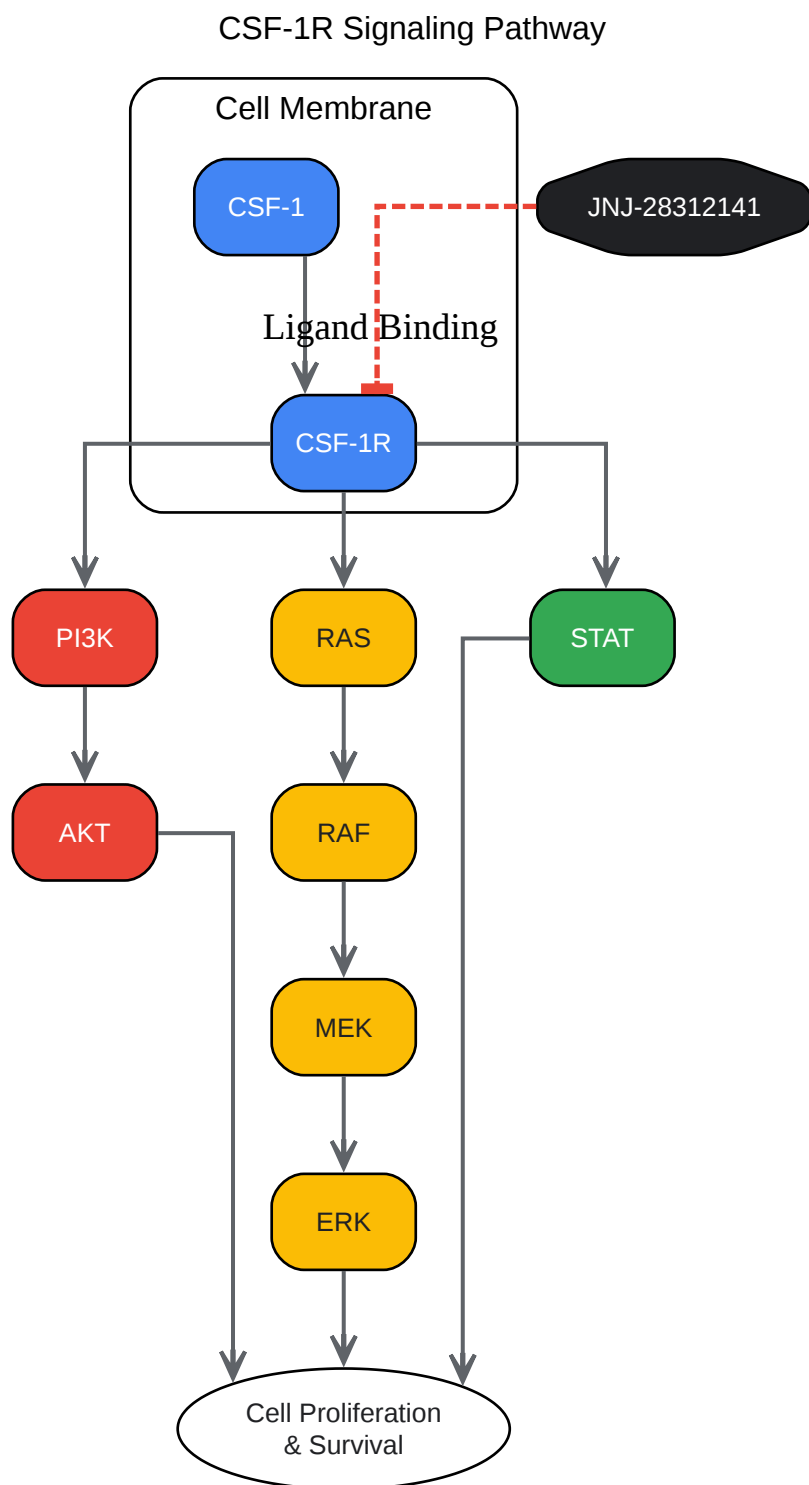 CSF-1R Signaling Pathway
Cell Membrane
CSF-1
JNJ-28312141
Ligand Binding
CSF-1R
PI3K
RAS
STAT
AKT
RAF
MEK
ERK
Cell Proliferation
& Survival